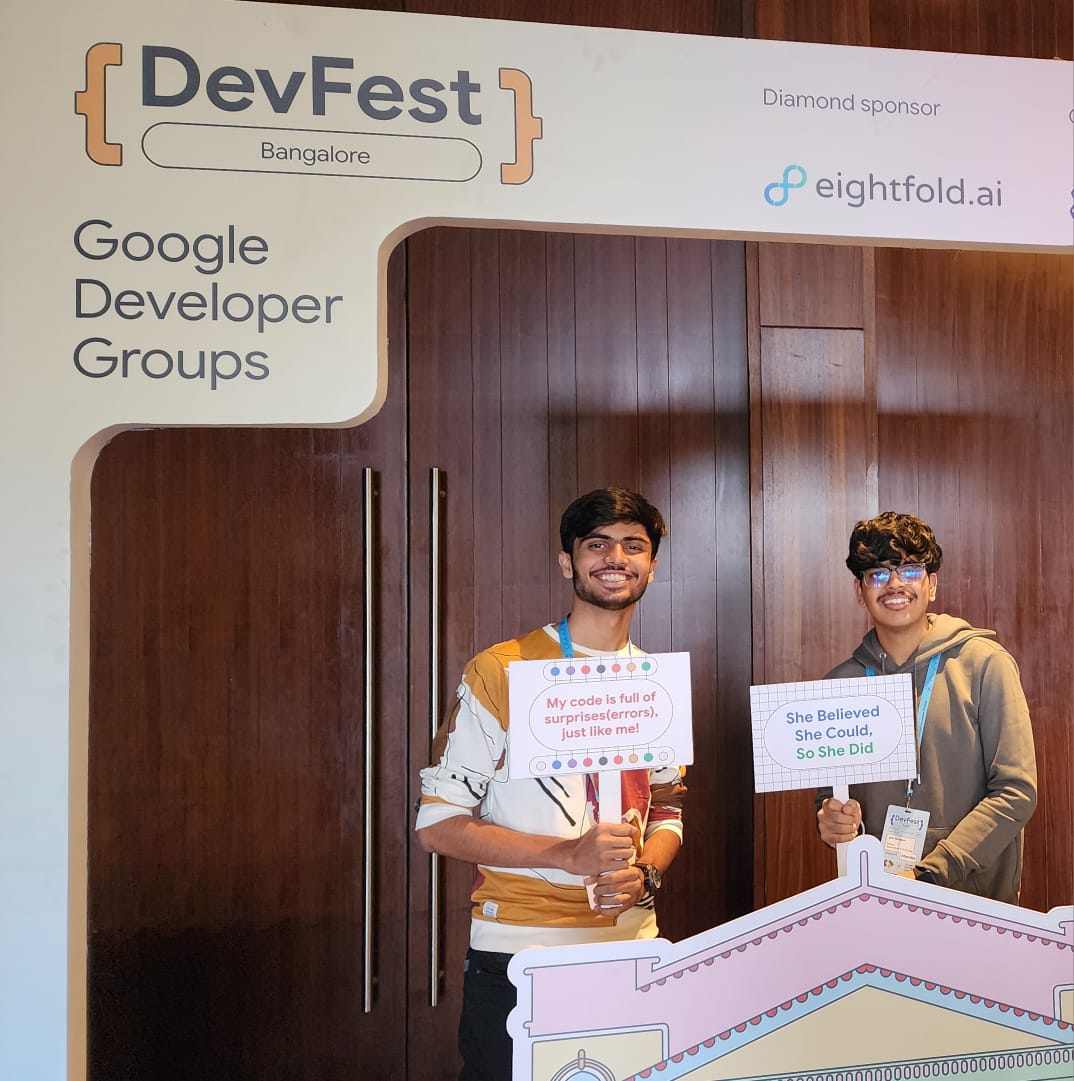 DevFest
Bangalore
Google
Developer
Groups
Diamond sponsor
eightfold.ai
My code is full of
surprises(errors),
just like me!
She Believed
She Could,
So She Did
{DevFest}